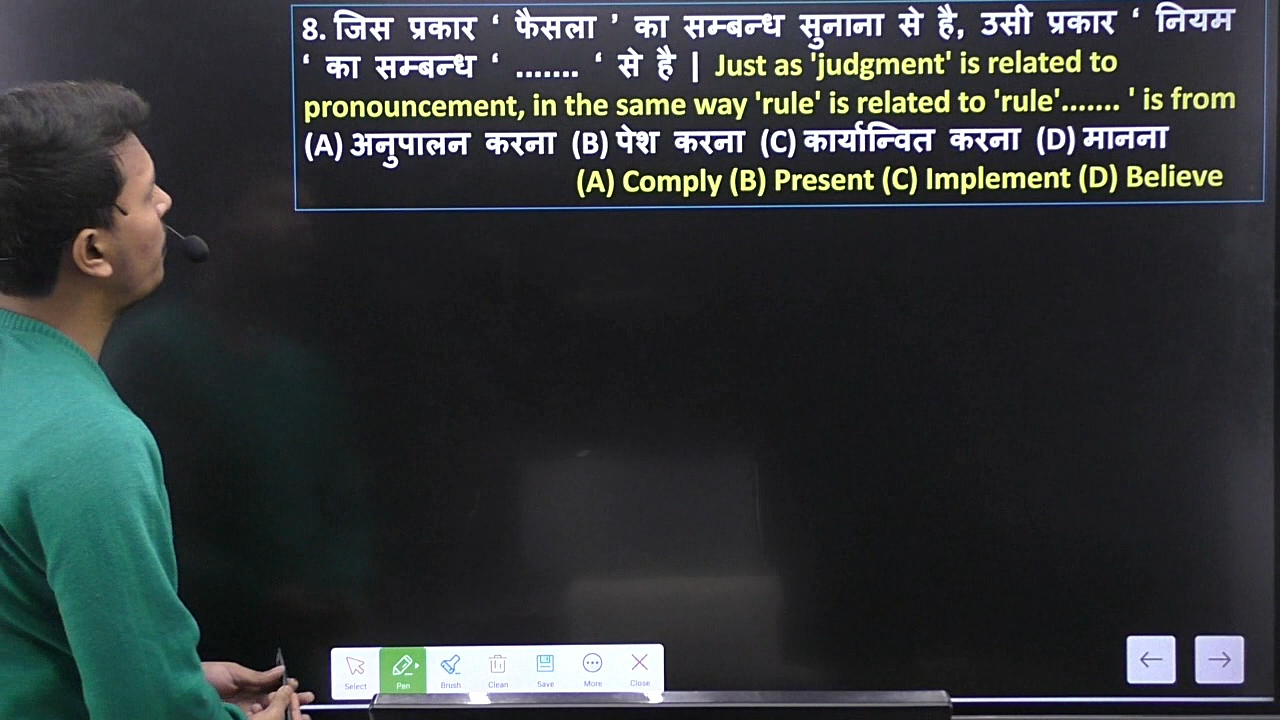 8. जिस प्रकार ‘ फैसला ’ का सम्बन्ध सुनाना से है, उसी प्रकार ‘ नियम
‘ का सम्बन्ध ‘ ....... ‘ से है | Just as 'judgment' is related to
pronouncement, in the same way 'rule' is related to 'rule'....... ' is from
(A) अनुपालन करना (B) पेश करना (C) कार्यान्वित करना (D) मानना
(A) Comply (B) Present (C) Implement (D) Believe
Select Pen Brush Clean Save More Close